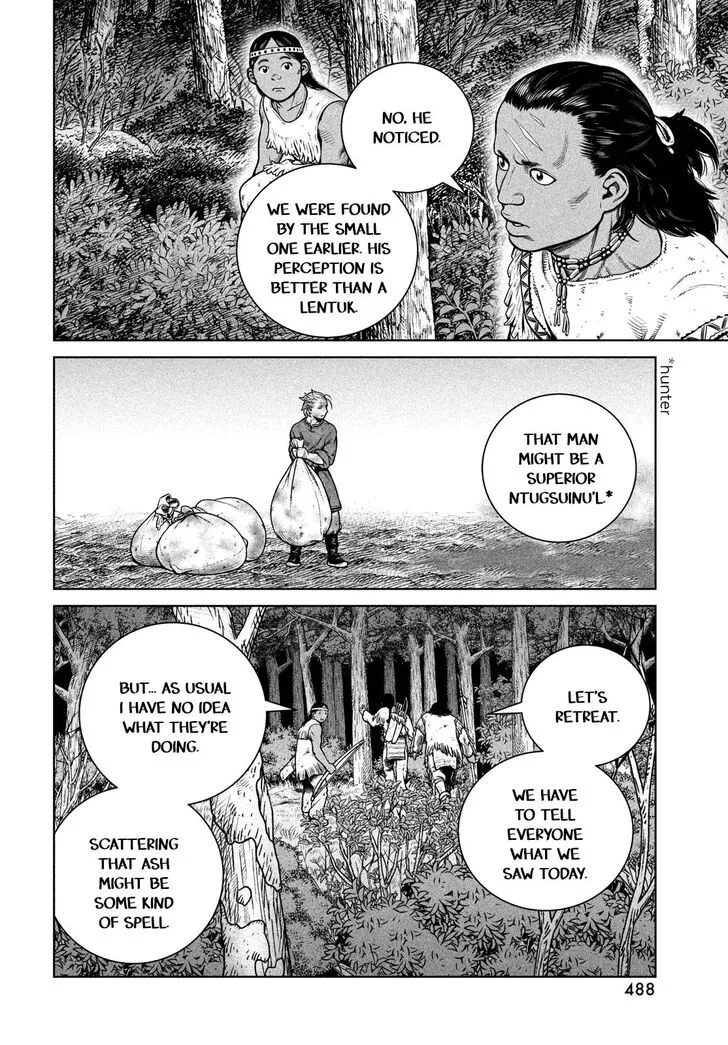 NO, HE
NOTICED.
WE WERE FOUND
BY THE SMALL
ONE EARLIER. HIS
PERCEPTION IS
BETTER THAN A
LENTUK.
*hunter
THAT MAN
MIGHT BE A
SUPERIOR
NTUGSUINU'L.*
LET'S
RETREAT.
WE HAVE
TO TELL
EVERYONE
WHAT WE
SAW TODAY.
BUT... AS USUAL
I HAVE NO IDEA
WHAT THEY'RE
DOING.
SCATTERING
THAT ASH
MIGHT BE
SOME KIND
OF SPELL.
488